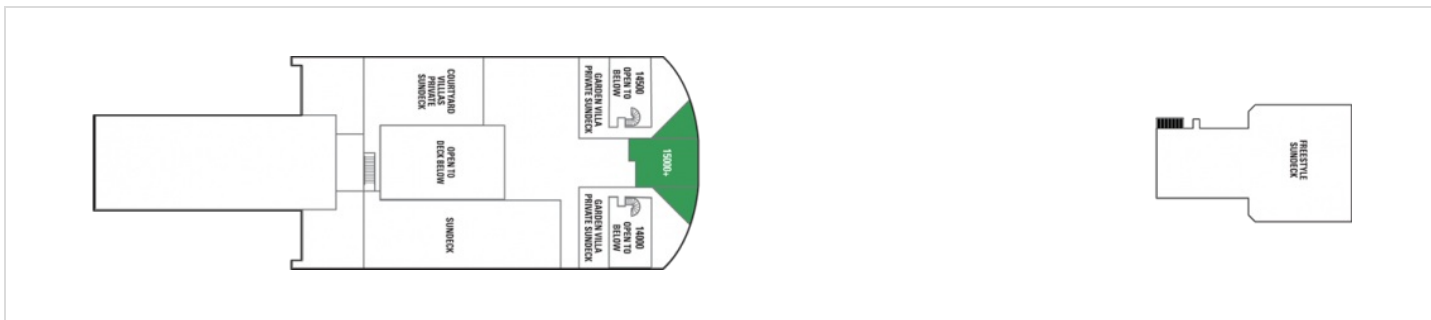 COURTYARD
VILLLAS
PRIVATE
SUNDECK
OPEN TO
DECK BELOW
SUNDECK
14500
OPEN TO
BELOW
GARDEN VILLA
PRIVATE SUNDECK
15000+
14000
OPEN TO
BELOW
GARDEN VILLA
PRIVATE SUNDECK
FREESTYLE
SUNDECK